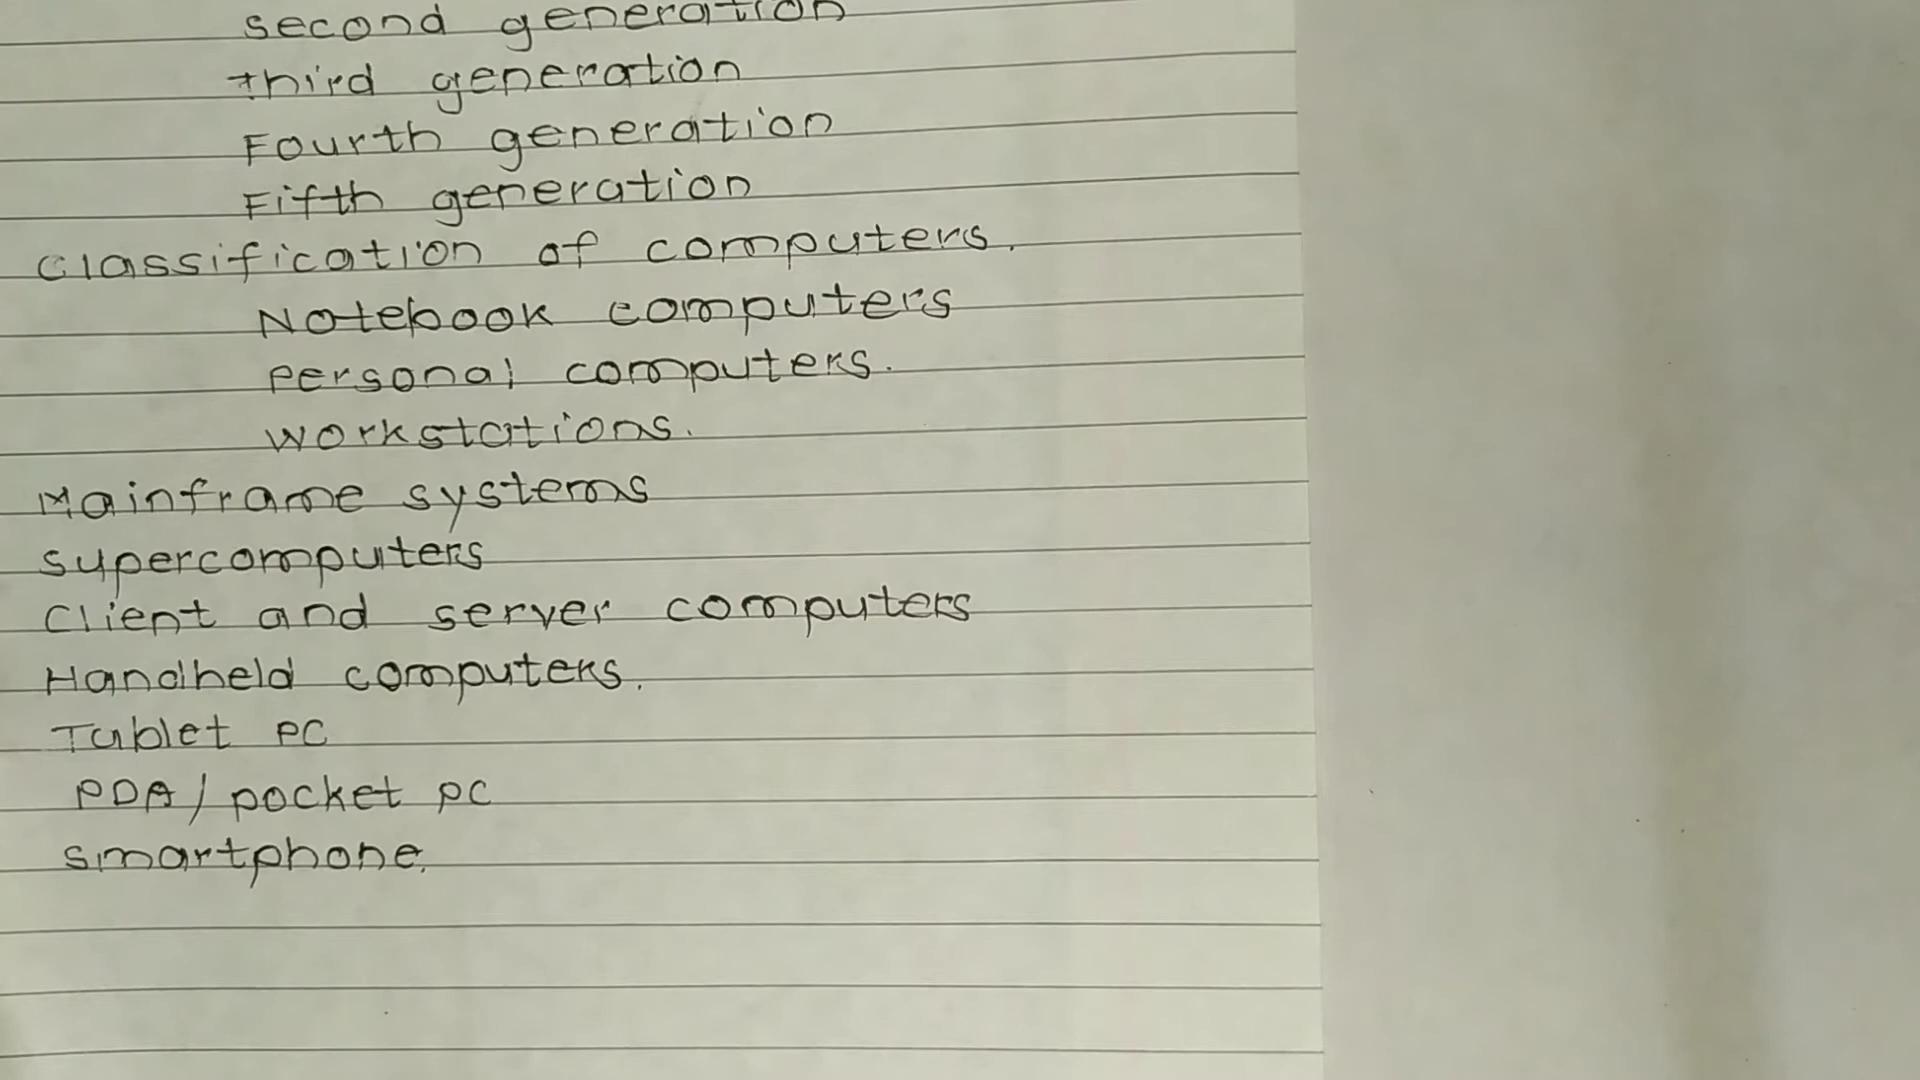 second generation
third generation
Fourth generation
Fifth generation
Classification of computers.
Notebook computers
Personal computers.
Workstations.
Mainframe systems
Supercomputers
Client and server computers
Handheld computers.
Tablet PC
PDA/pocket PC
Smartphone.